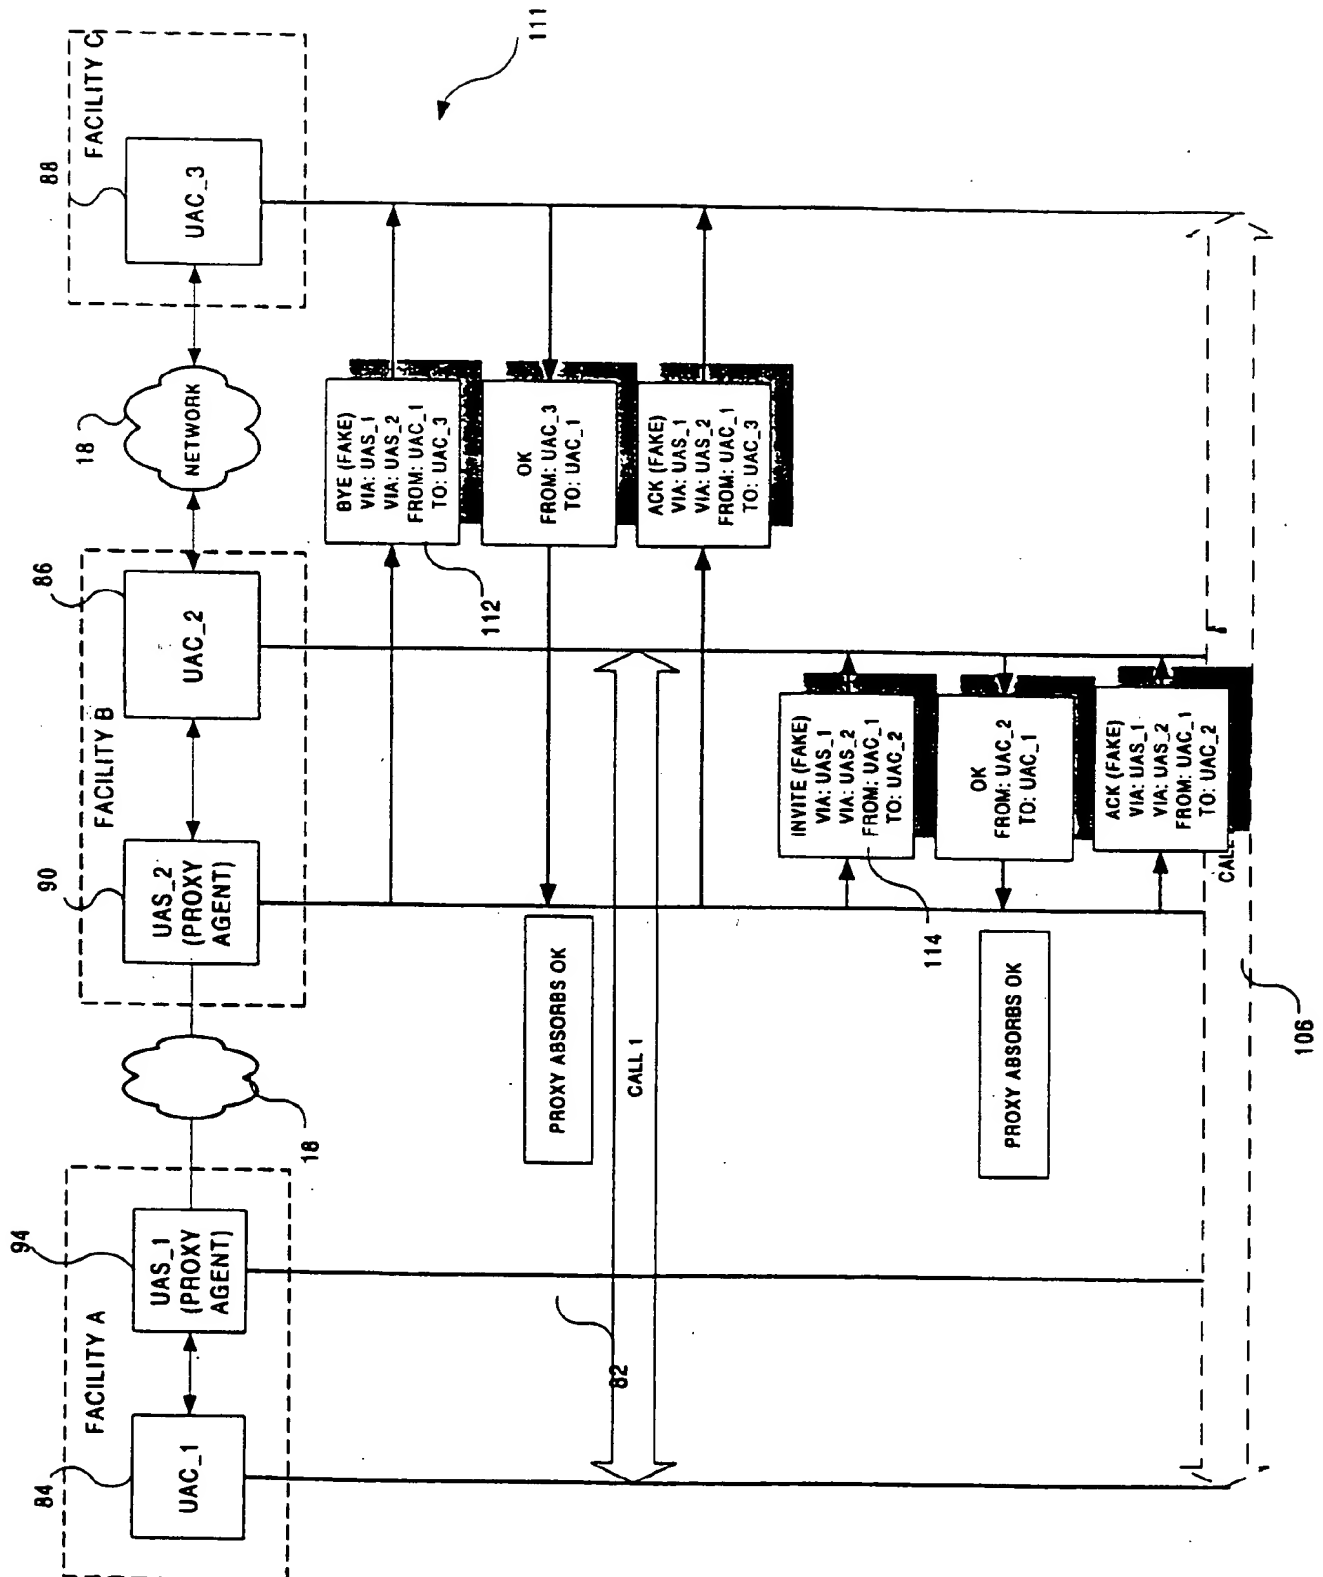 FACILITY A
84
UAC_1
94
UAS_1
(PROXY
AGENT)
18
FACILITY B
90
UAS_2
(PROXY
AGENT)
86
UAC_2
18
NETWORK
FACILITY C
88
UAC_3
111
BYE (FAKE)
VIA: UAS_1
VIA: UAS_2
FROM: UAC_1
TO: UAC_3
112
OK
FROM: UAC_3
TO: UAC_1
PROXY ABSORBS OK
82
CALL 1
ACK (FAKE)
VIA: UAS_1
VIA: UAS_2
FROM: UAC_1
TO: UAC_3
INVITE (FAKE)
VIA: UAS_1
VIA: UAS_2
FROM: UAC_1
TO: UAC_2
114
OK
FROM: UAC_2
TO: UAC_1
PROXY ABSORBS OK
ACK (FAKE)
VIA: UAS_1
VIA: UAS_2
FROM: UAC_1
TO: UAC_2
CALL
106